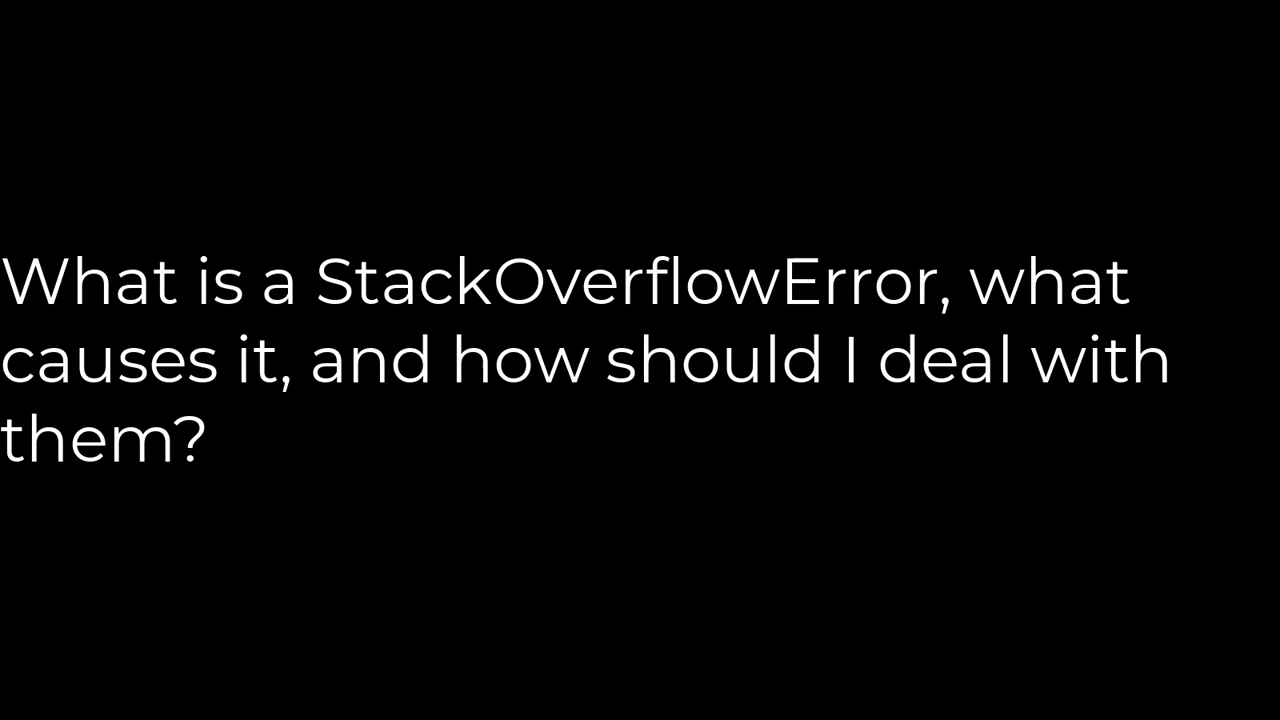 What is a StackOverflowError, what
causes it, and how should I deal with
them?